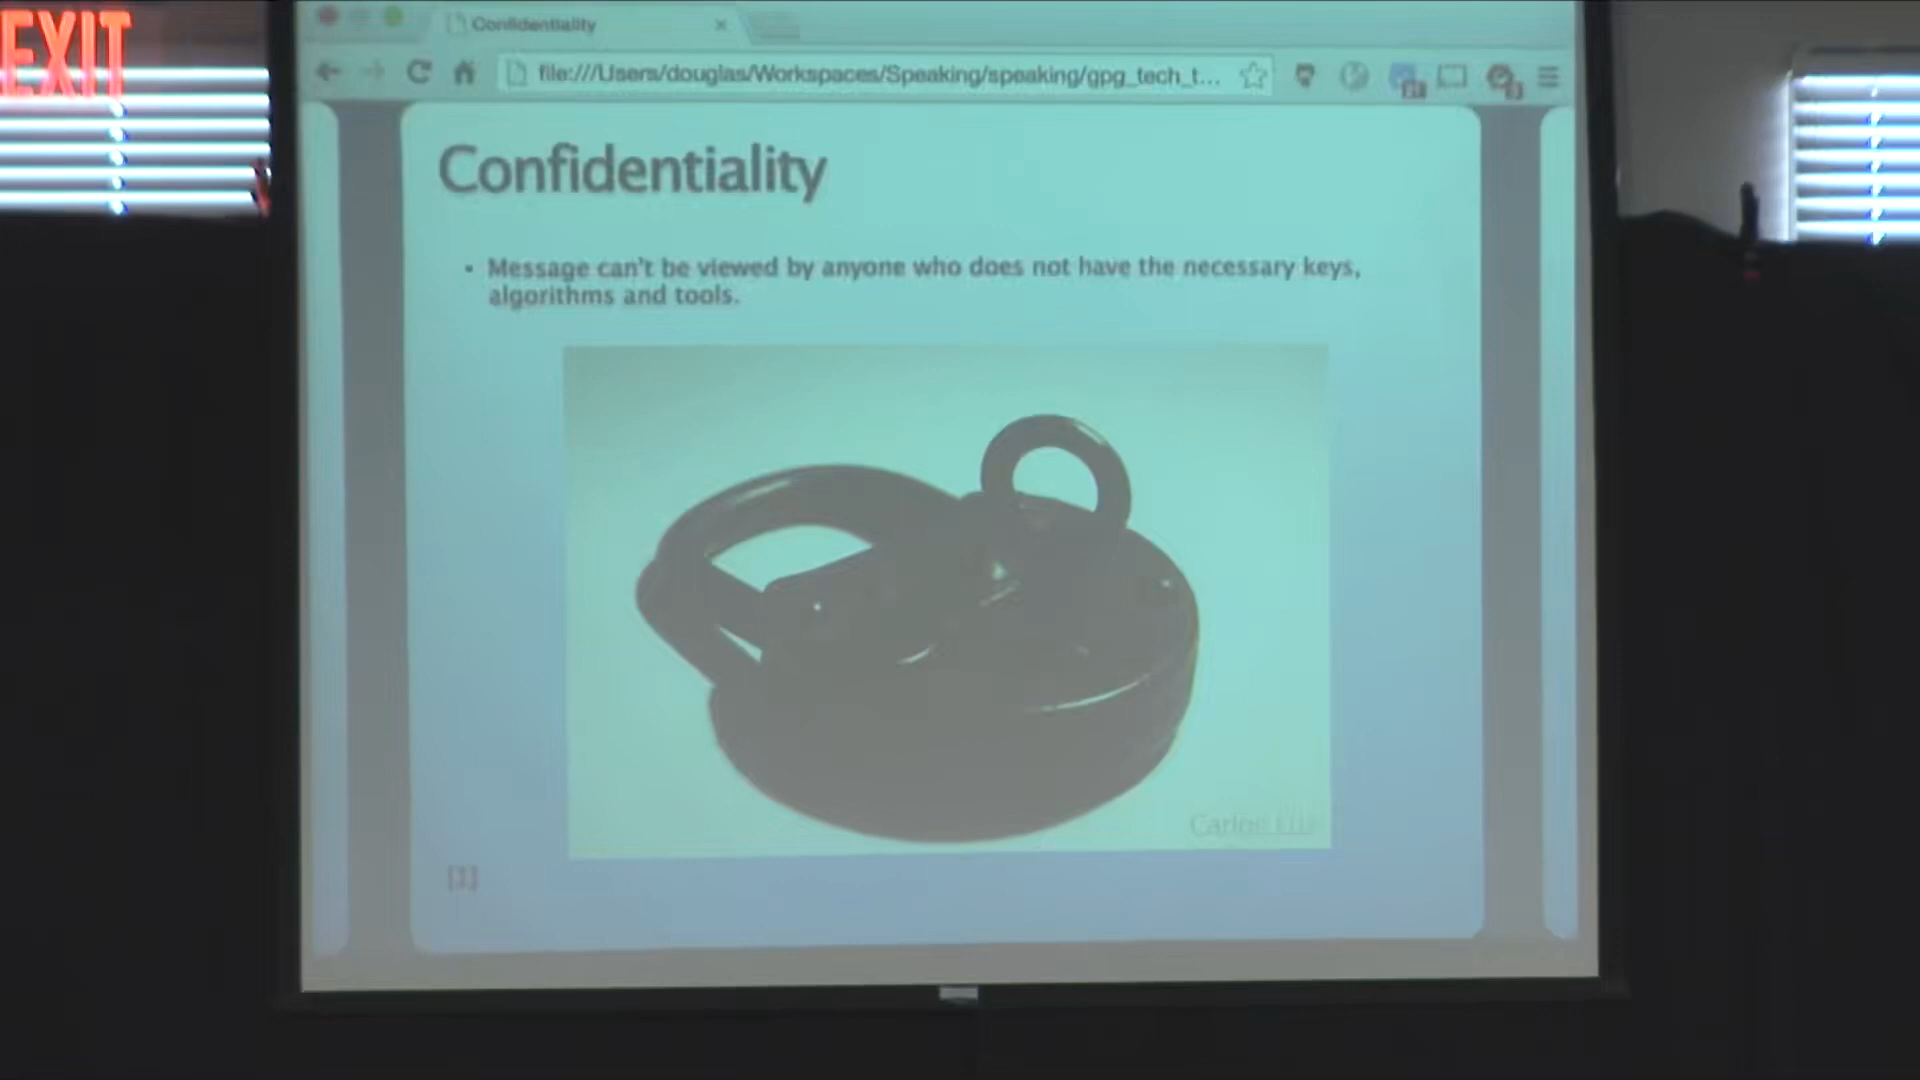 EXIT
Confidentiality
file:///Users/douglas/Workspaces/Speaking/speaking/gpg_tech_t...
Confidentiality
• Message can't be viewed by anyone who does not have the necessary keys,
algorithms and tools.